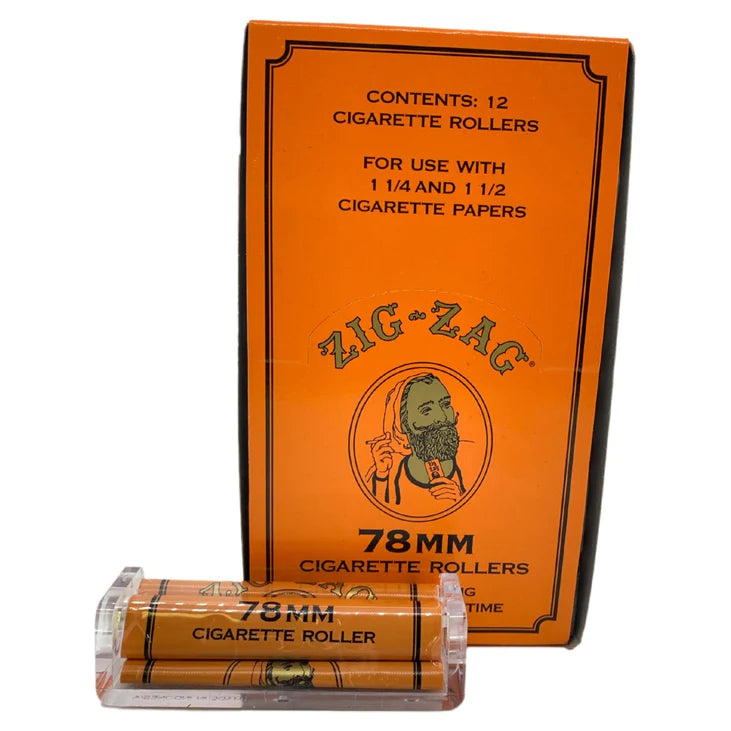 CONTENTS: 12
CIGARETTE ROLLERS
FOR USE WITH
1 1/4 AND 1 1/2
CIGARETTE PAPERS
ZIG-ZAG®
78MM
CIGARETTE ROLLERS
TIME
78MM
CIGARETTE ROLLER